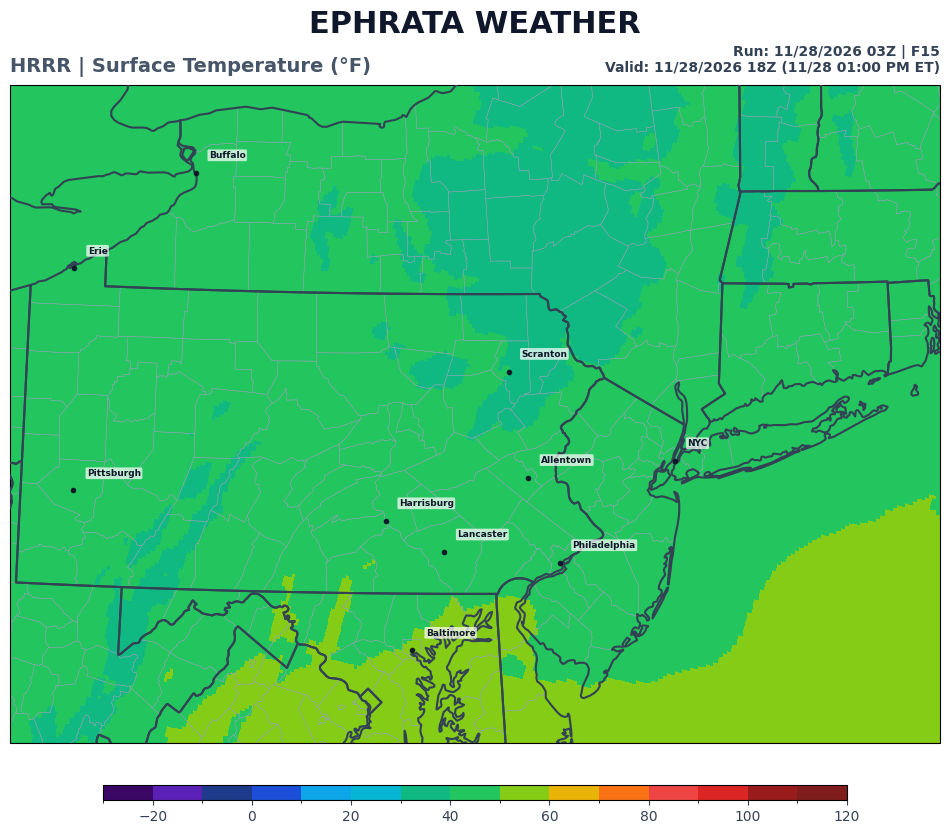 EPHRATA WEATHER
HRRR | Surface Temperature (°F)
Run: 11/28/2026 03Z | F15
Valid: 11/28/2026 18Z (11/28 01:00 PM ET)
Buffalo
Erie
Scranton
NYC
Allentown
Pittsburgh
Harrisburg
Lancaster
Philadelphia
Baltimore
−20 0 20 40 60 80 100 120